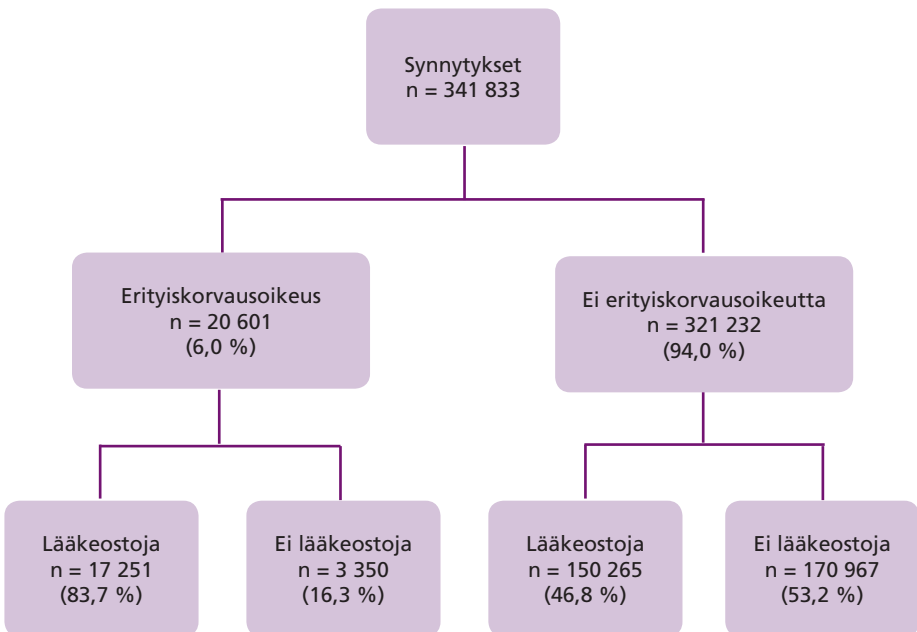 Synnytykset
n = 341 833
Erityiskorvausoikeus
n = 20 601
(6,0 %)
Ei erityiskorvausoikeutta
n = 321 232
(94,0 %)
Lääkeostoja
n = 17 251
(83,7 %)
Ei lääkeostoja
n = 3 350
(16,3 %)
Lääkeostoja
n = 150 265
(46,8 %)
Ei lääkeostoja
n = 170 967
(53,2 %)